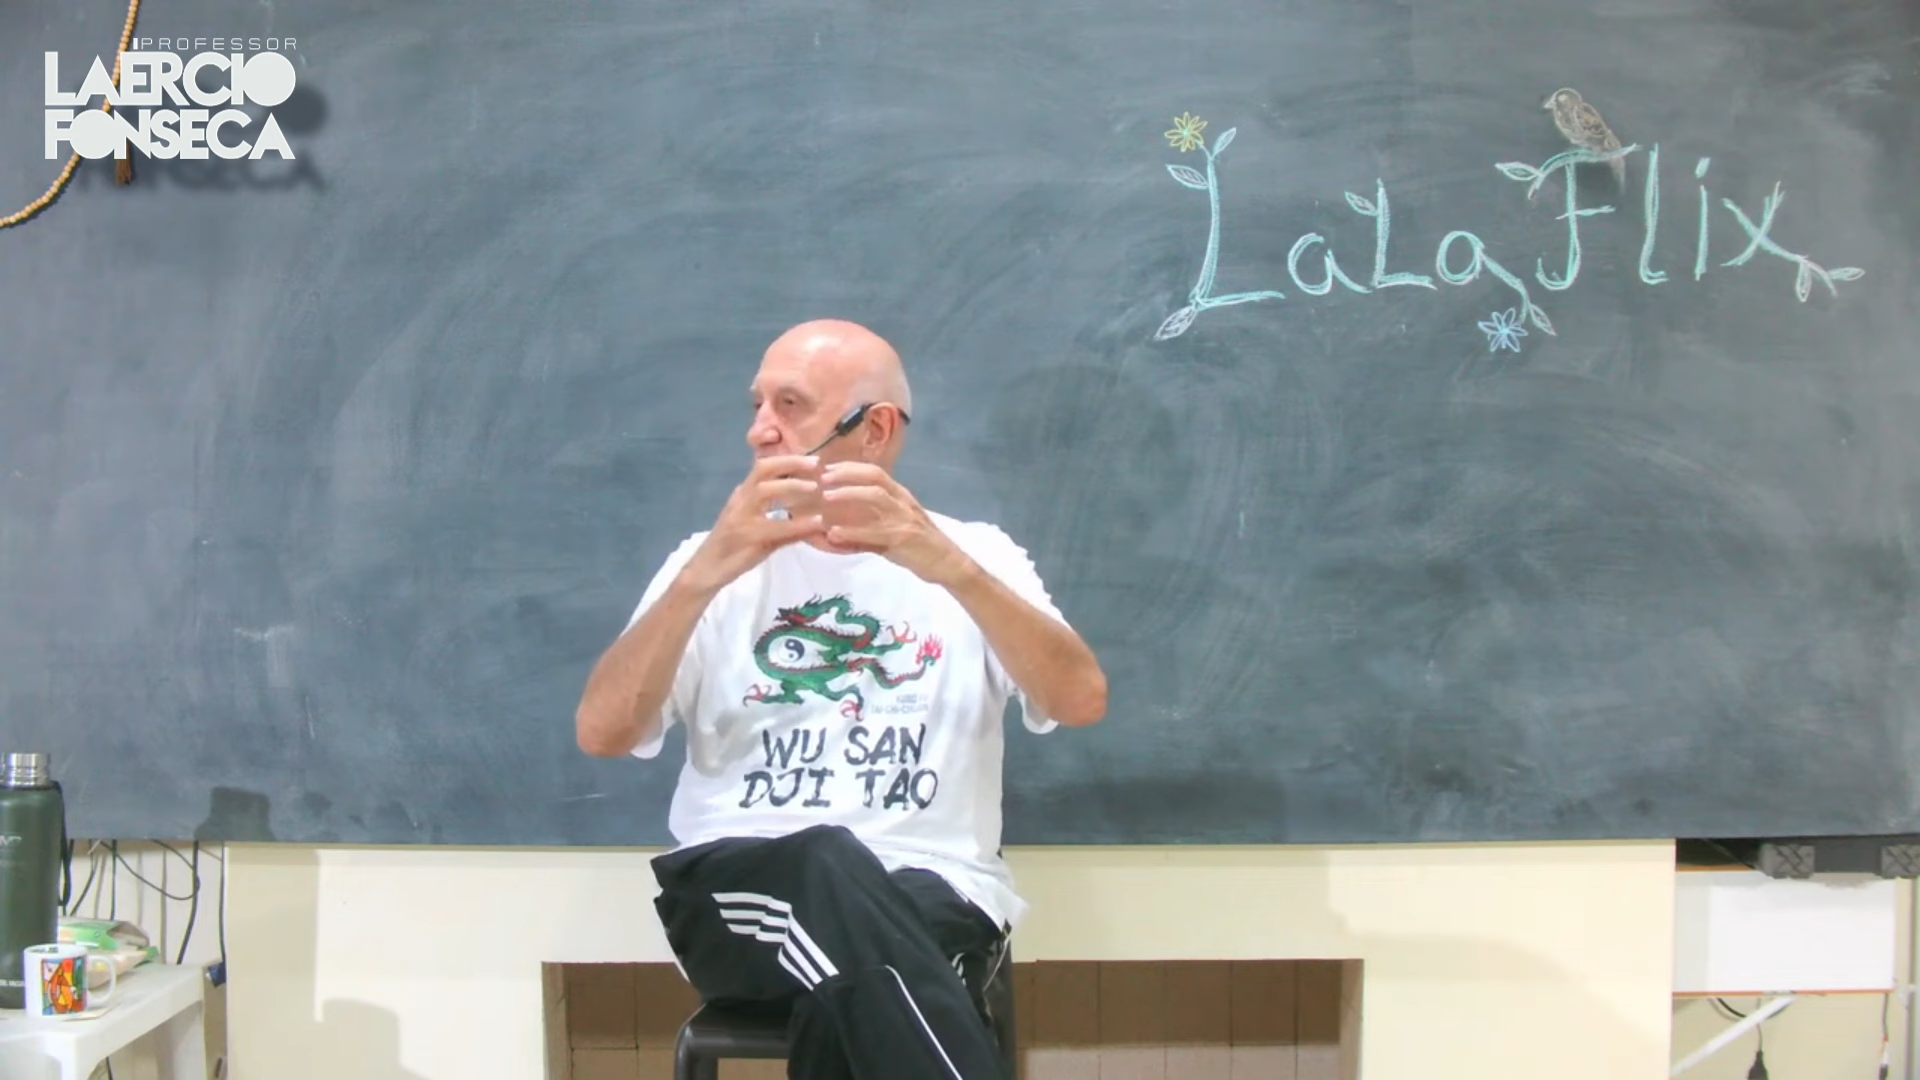 PROFESSOR
LAERCIO
FONSECA
LaLaFlix
WU SAN
DJI TAO